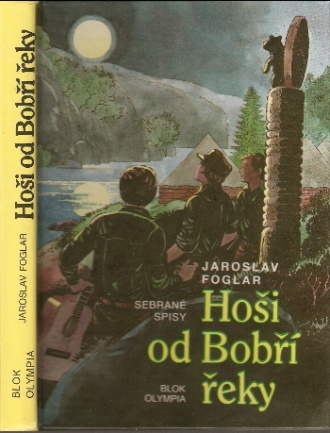 Hoši od Bobří řeky
JAROSLAV FOGLAR
BLOK
OLYMPIA
JAROSLAV
FOGLAR
SEBRANÉ
SPISY
Hoši
od Bobří
řeky
BLOK
OLYMPIA